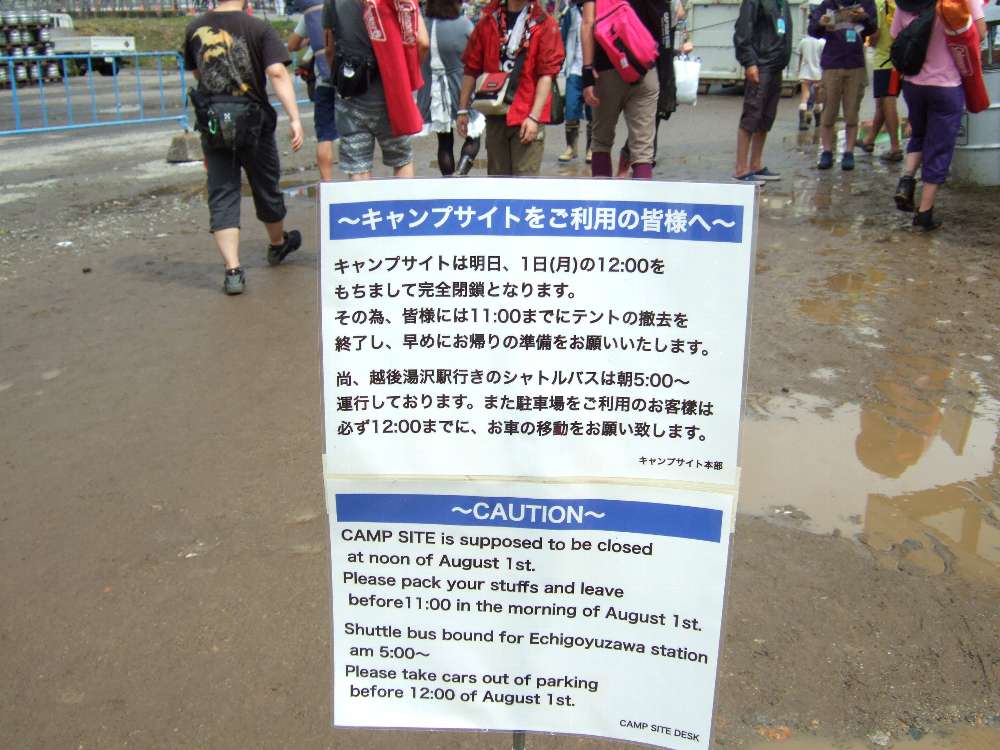 ～キャンプサイトをご利用の皆様へ～
キャンプサイトは明日、1日(月)の12:00を
もちまして完全閉鎖となります。
その為、皆様には11:00までにテントの撤去を
終了し、早めにお帰りの準備をお願いいたします。
尚、越後湯沢駅行きのシャトルバスは朝5:00～
運行しております。また駐車場をご利用のお客様は
必ず12:00までに、お車の移動をお願い致します。
キャンプサイト本部
～CAUTION～
CAMP SITE is supposed to be closed
at noon of August 1st.
Please pack your stuffs and leave
before11:00 in the morning of August 1st.
Shuttle bus bound for Echigoyuzawa station
am 5:00～
Please take cars out of parking
before 12:00 of August 1st.
CAMP SITE DESK